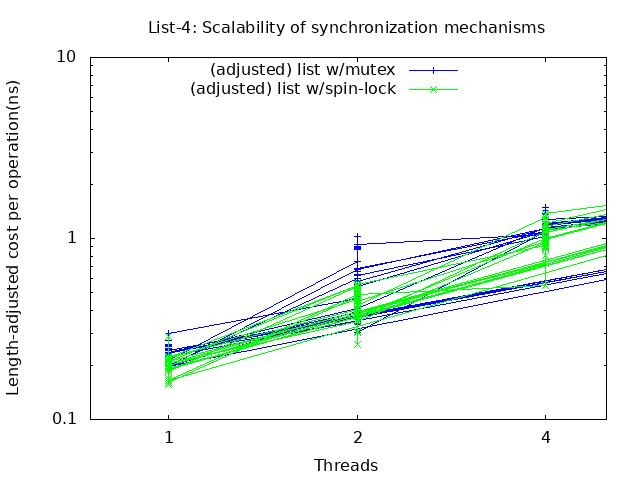 List-4: Scalability of synchronization mechanisms
10
(adjusted) list w/mutex
(adjusted) list w/spin-lock
Length-adjusted cost per operation(ns)
1
0.1
1
2
4
Threads